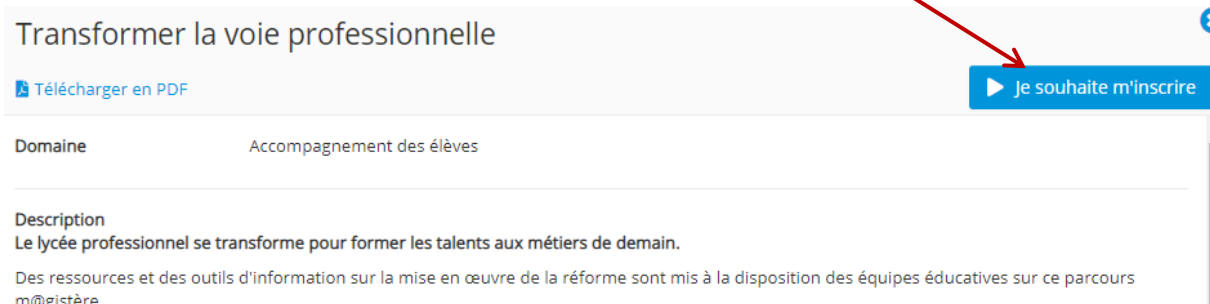 Transformer la voie professionnelle
Télécharger en PDF
Je souhaite m'inscrire
Domaine Accompagnement des élèves
Description
Le lycée professionnel se transforme pour former les talents aux métiers de demain.
Des ressources et des outils d'information sur la mise en œuvre de la réforme sont mis à la disposition des équipes éducatives sur ce parcours
m@gistère